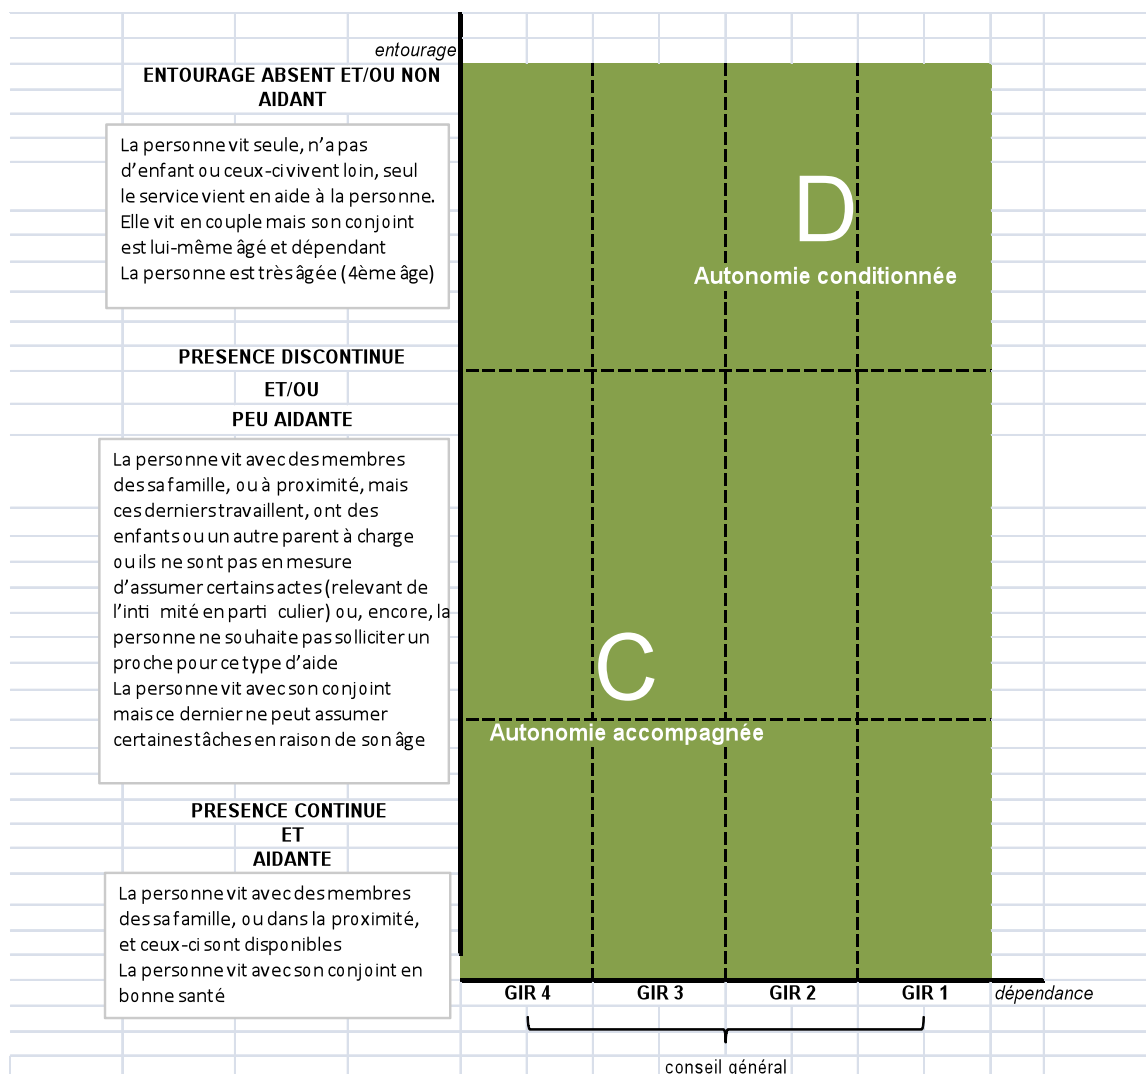 entourage
ENTOURAGE ABSENT ET/OU NON
AIDANT
La personne vit seule, n’a pas
d’enfant ou ceux-ci vivent loin, seul
le service vient en aide à la personne.
Elle vit en couple mais son conjoint
est lui-même âgé et dépendant
La personne est très âgée (4ème âge)
D
Autonomie conditionnée
PRESENCE DISCONTINUE
ET/OU
PEU AIDANTE
La personne vit avec des membres
des sa famille, ou à proximité, mais
ces derniers travaillent, ont des
enfants ou un autre parent à charge
ou ils ne sont pas en mesure
d’assumer certains actes (relevant de
l’inti mité en parti culier) ou, encore, la
personne ne souhaite pas solliciter un
proche pour ce type d’aide
La personne vit avec son conjoint
mais ce dernier ne peut assumer
certaines tâches en raison de son âge
C
Autonomie accompagnée
PRESENCE CONTINUE
ET
AIDANTE
La personne vit avec des membres
des sa famille, ou dans la proximité,
et ceux-ci sont disponibles
La personne vit avec son conjoint en
bonne santé
GIR 4 GIR 3 GIR 2 GIR 1 dépendance
conseil général